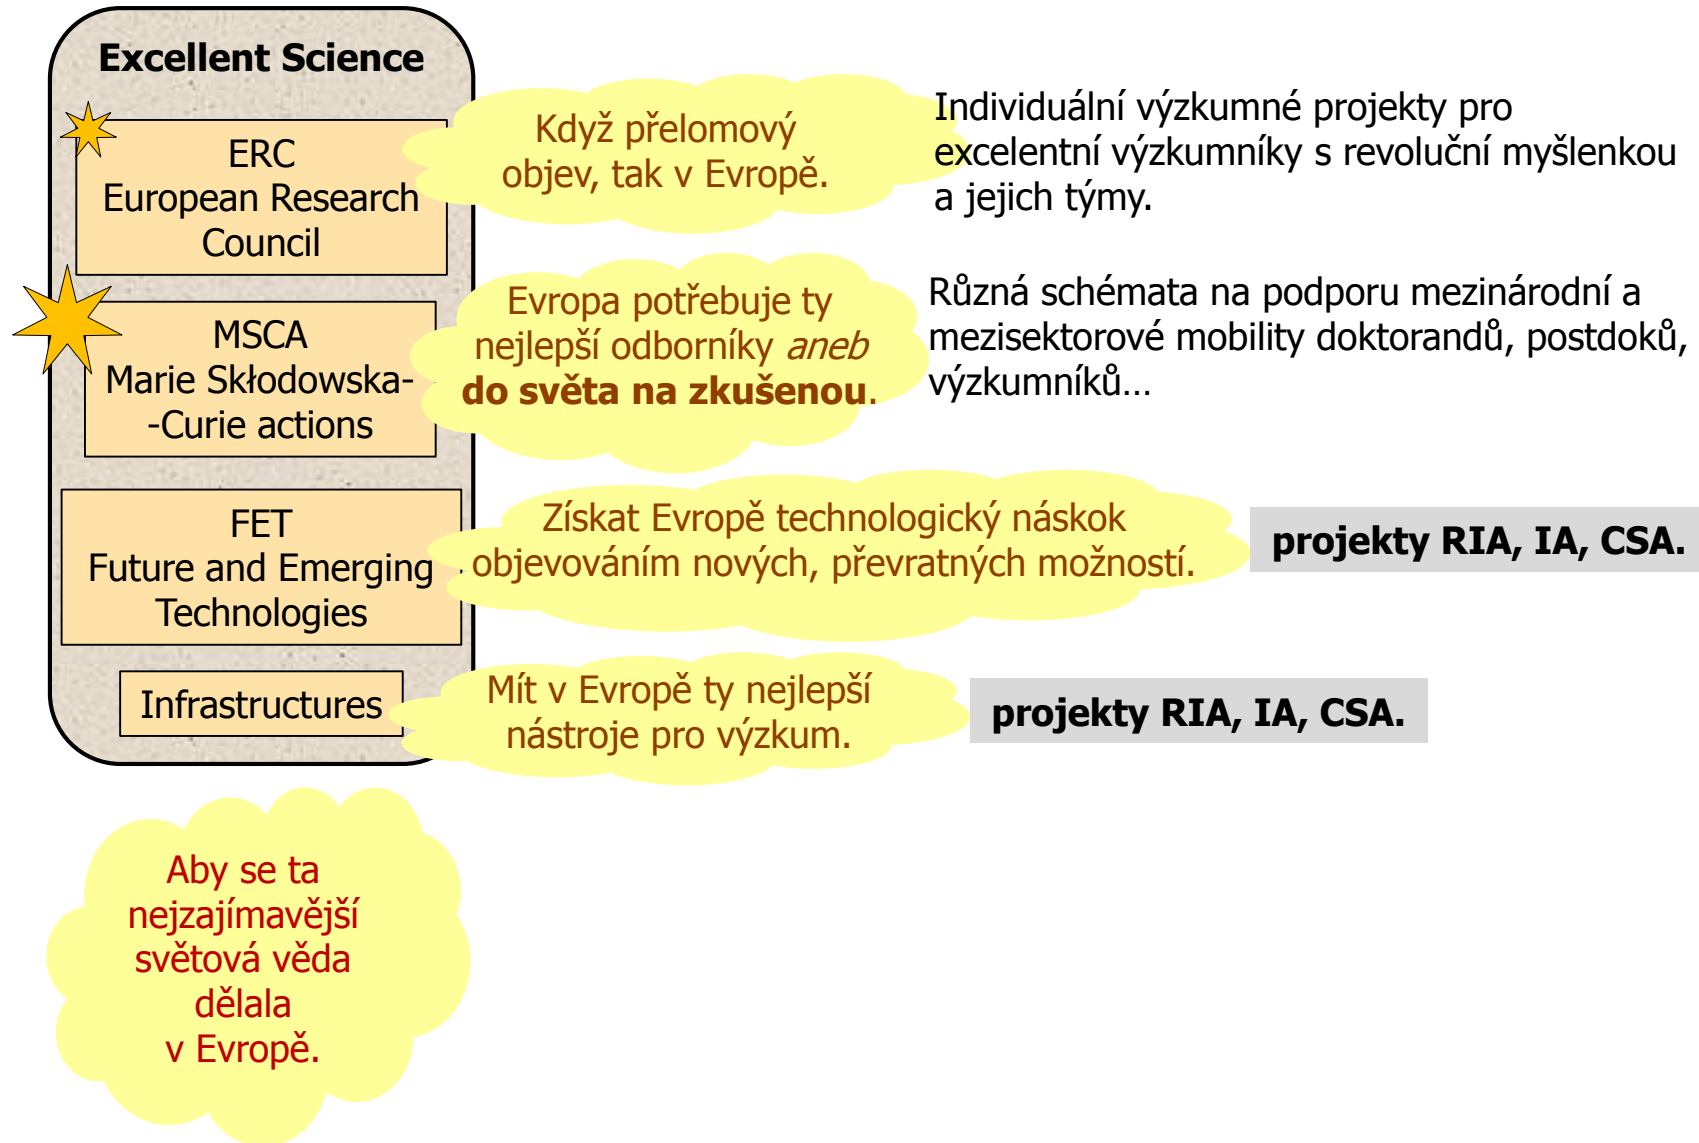 Excellent Science
ERC
European Research
Council
Když přelomový
objev, tak v Evropě.
Individuální výzkumné projekty pro
excelentní výzkumníky s revoluční myšlenkou
a jejich týmy.
MSCA
Marie Skłodowska-
-Curie actions
Evropa potřebuje ty
nejlepší odborníky aneb
do světa na zkušenou.
Různá schémata na podporu mezinárodní a
mezisektorové mobility doktorandů, postdoků,
výzkumníků…
FET
Future and Emerging
Technologies
Získat Evropě technologický náskok
objevováním nových, převratných možností.
projekty RIA, IA, CSA.
Infrastructures
Mít v Evropě ty nejlepší
nástroje pro výzkum.
projekty RIA, IA, CSA.
Aby se ta
nejzajímavější
světová věda
dělala
v Evropě.